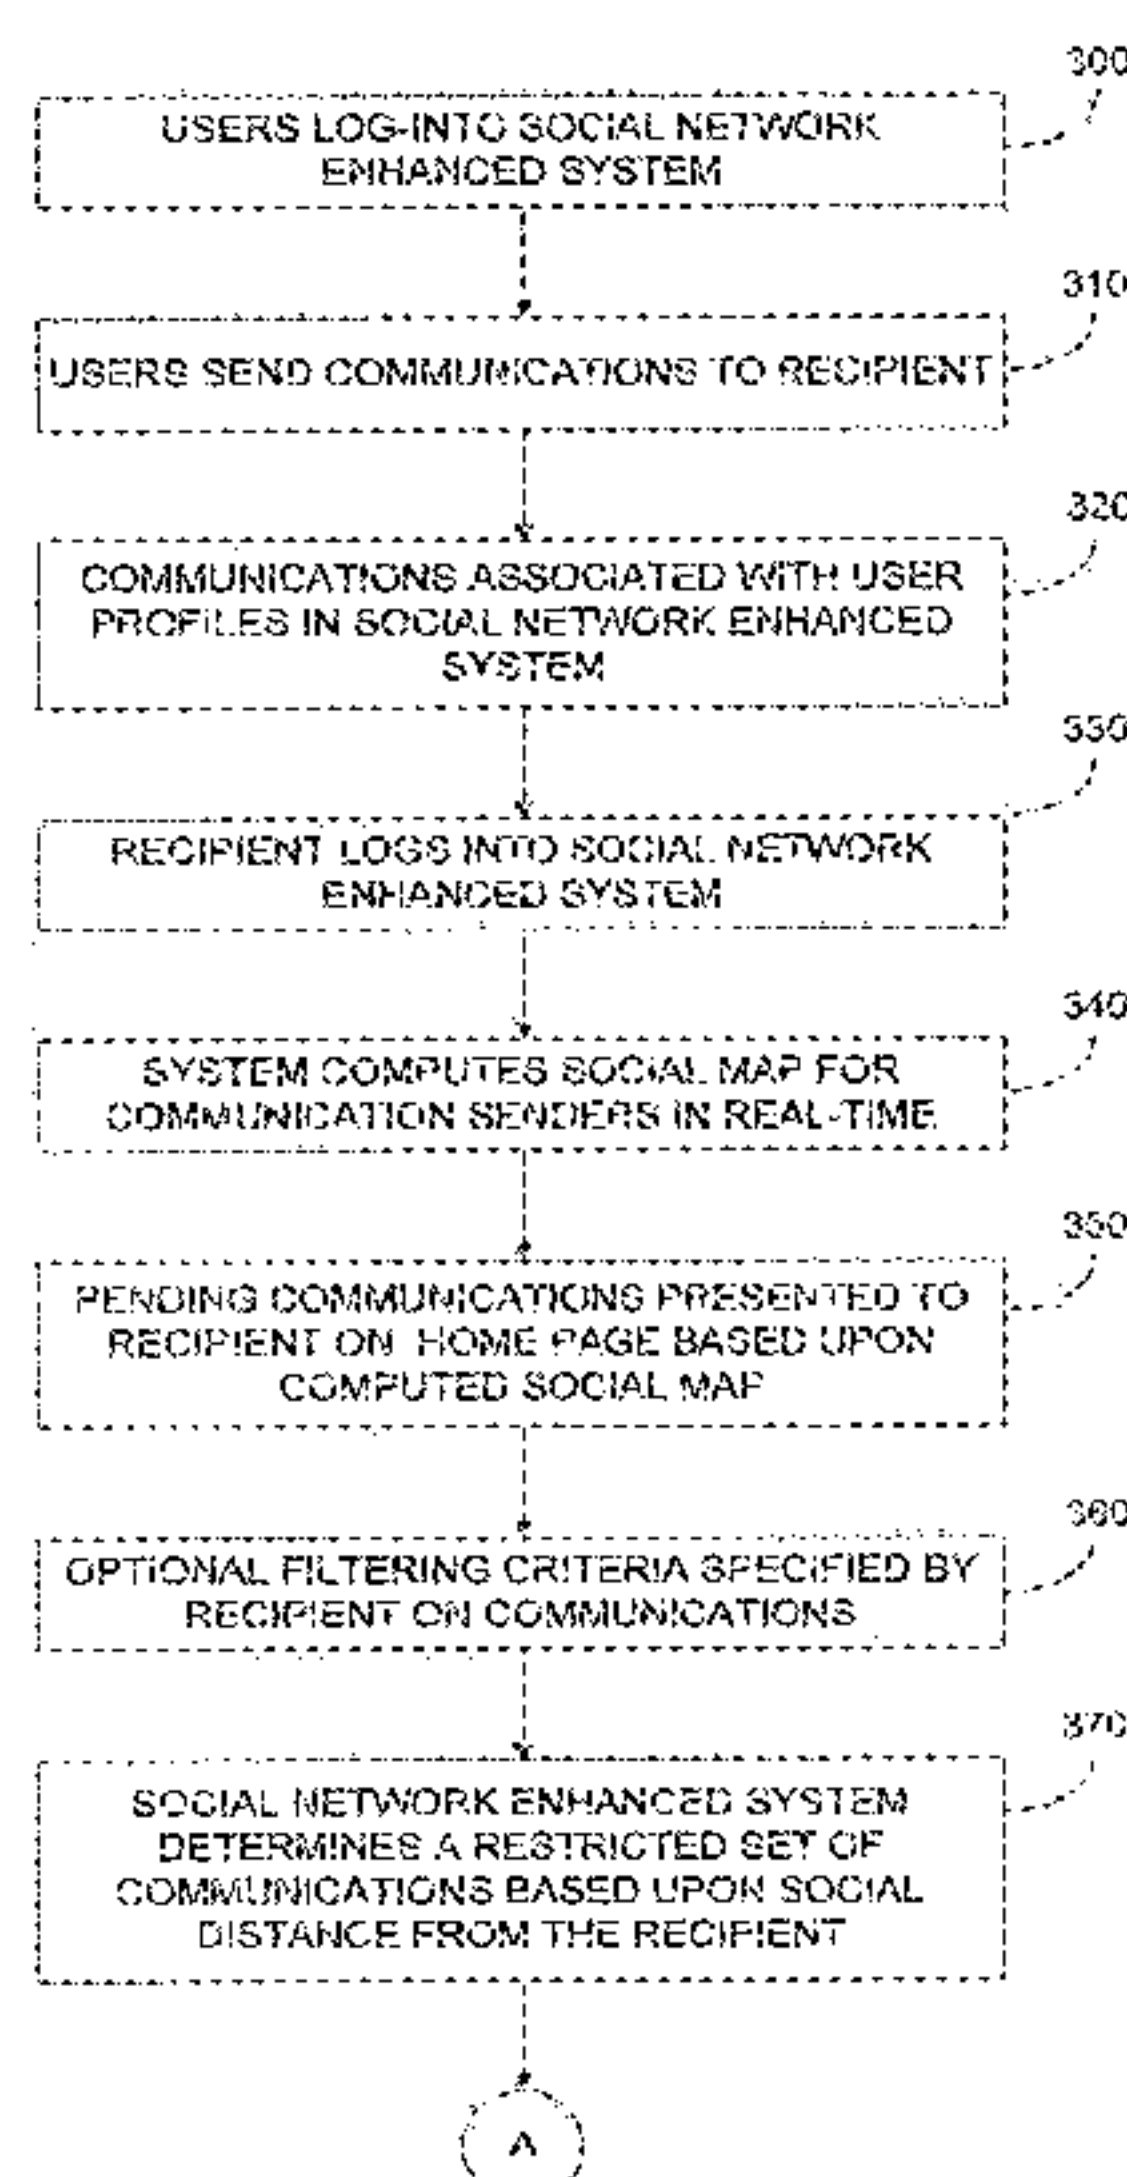 300
USERS LOG-INTO SOCIAL NETWORK
ENHANCED SYSTEM
310
USERS SEND COMMUNICATIONS TO RECIPIENT
320
COMMUNICATIONS ASSOCIATED WITH USER
PROFILES IN SOCIAL NETWORK ENHANCED
SYSTEM
330
RECIPIENT LOGS INTO SOCIAL NETWORK
ENHANCED SYSTEM
340
SYSTEM COMPUTES SOCIAL MAP FOR
COMMUNICATION SENDERS IN REAL-TIME
350
PENDING COMMUNICATIONS PRESENTED TO
RECIPIENT ON HOME PAGE BASED UPON
COMPUTED SOCIAL MAP
360
OPTIONAL FILTERING CRITERIA SPECIFIED BY
RECIPIENT ON COMMUNICATIONS
370
SOCIAL NETWORK ENHANCED SYSTEM
DETERMINES A RESTRICTED SET OF
COMMUNICATIONS BASED UPON SOCIAL
DISTANCE FROM THE RECIPIENT
A